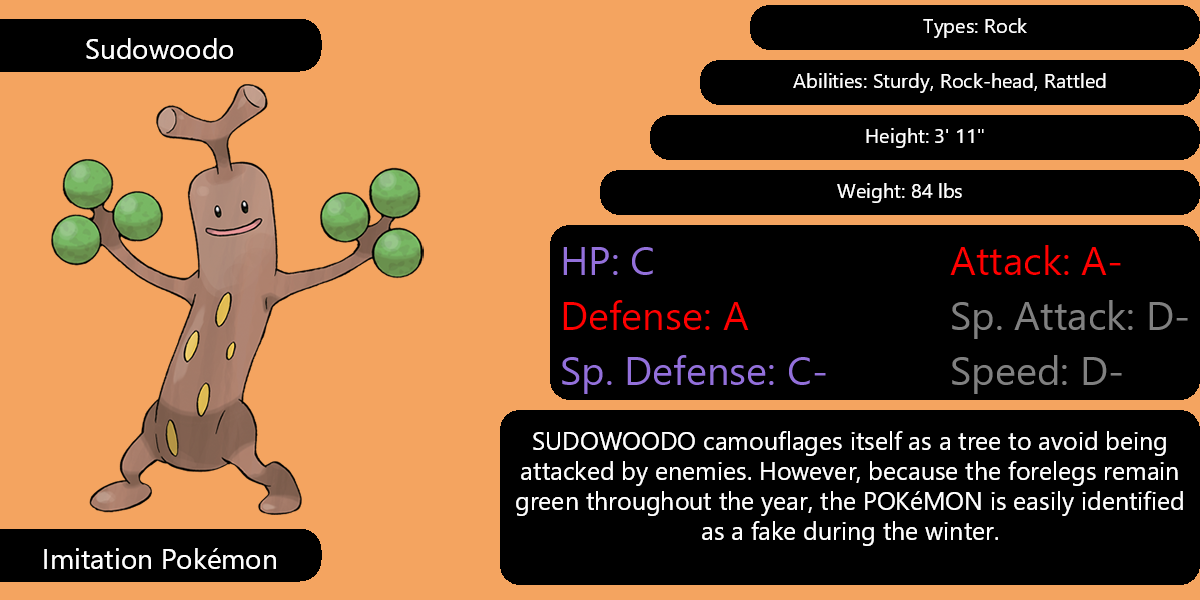 Sudowoodo
Types: Rock
Abilities: Sturdy, Rock-head, Rattled
Height: 3' 11"
Weight: 84 lbs
HP: C
Attack: A-
Defense: A
Sp. Attack: D-
Sp. Defense: C-
Speed: D-
SUDOWOODO camouflages itself as a tree to avoid being
attacked by enemies. However, because the forelegs remain
green throughout the year, the POKéMON is easily identified
as a fake during the winter.
Imitation Pokémon